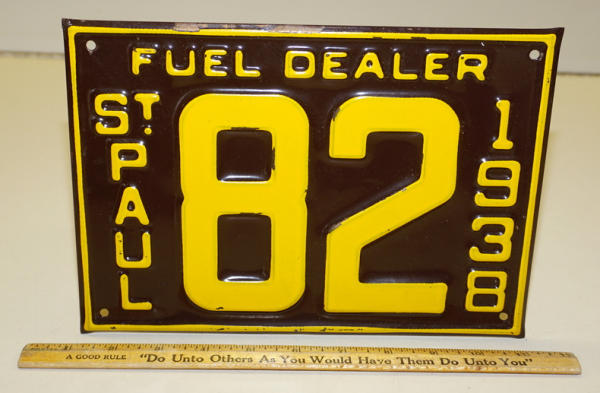 FUEL DEALER
ST. PAUL
82
1938
A GOOD RULE "Do Unto Others As You Would Have Them Do Unto You"